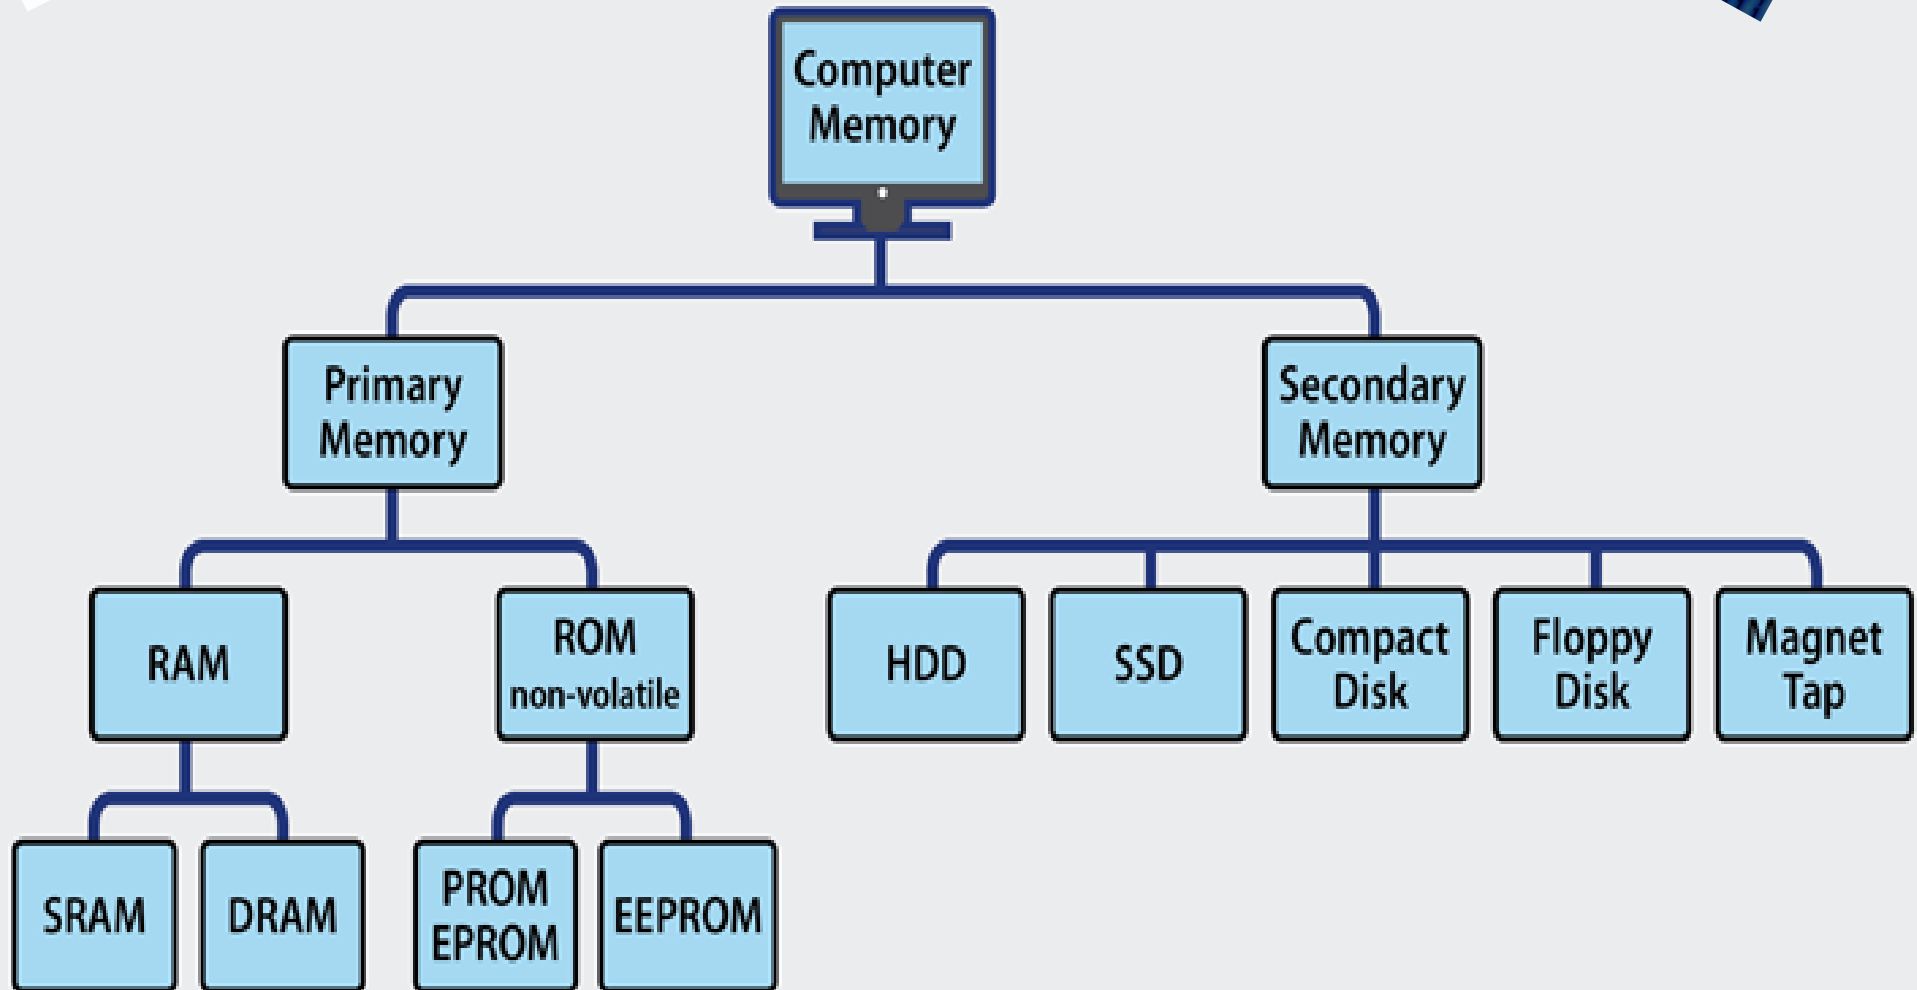 Computer
Memory
Primary
Memory
Secondary
Memory
RAM
ROM
non-volatile
HDD
SSD
Compact
Disk
Floppy
Disk
Magnet
Tap
SRAM
DRAM
PROM
EPROM
EEPROM